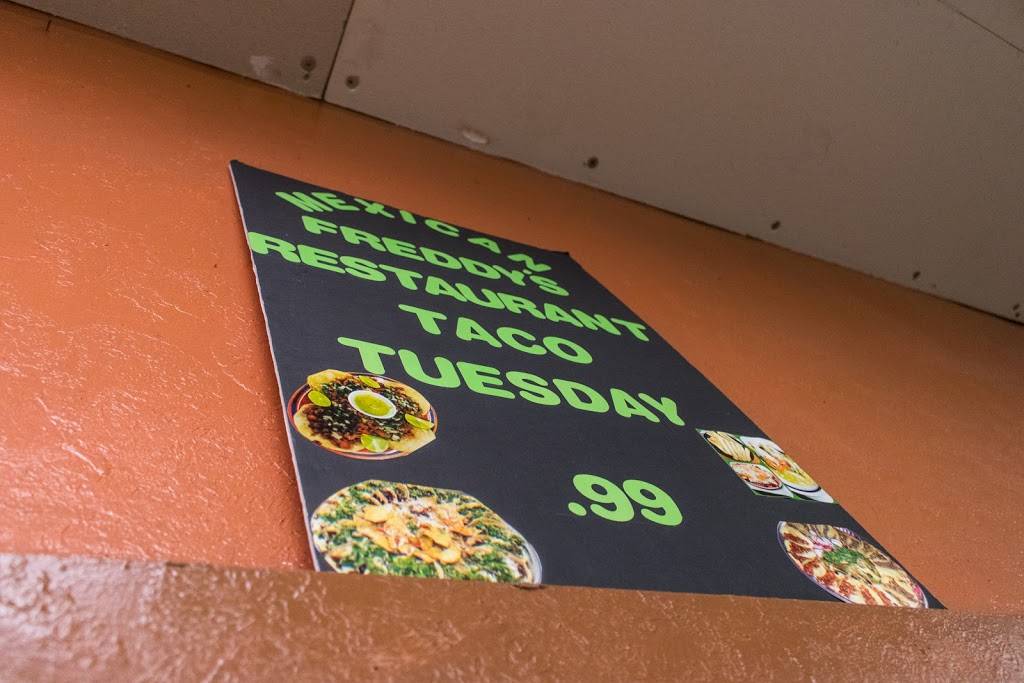 MEXICAN
FREDDY'S
RESTAURANT
TACO
TUESDAY
.99